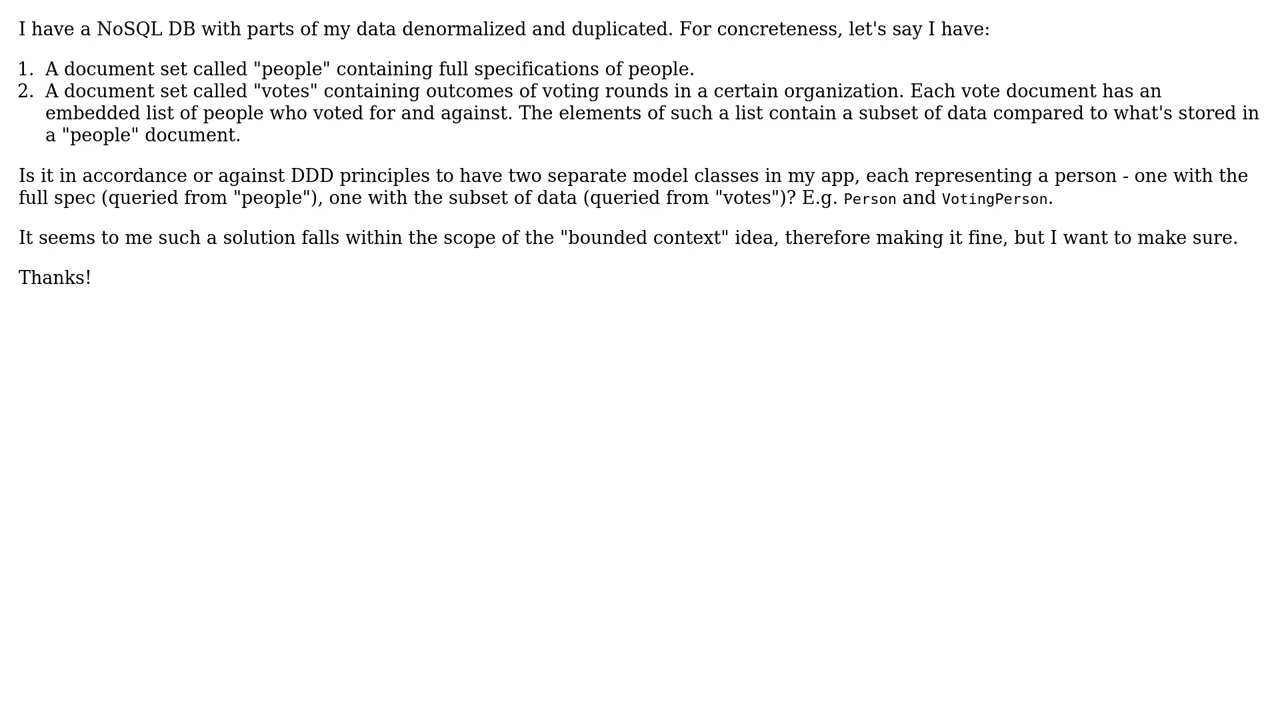 I have a NoSQL DB with parts of my data denormalized and duplicated. For concreteness, let's say I have:
1. A document set called "people" containing full specifications of people.
2. A document set called "votes" containing outcomes of voting rounds in a certain organization. Each vote document has an
embedded list of people who voted for and against. The elements of such a list contain a subset of data compared to what's stored in
a "people" document.
Is it in accordance or against DDD principles to have two separate model classes in my app, each representing a person - one with the
full spec (queried from "people"), one with the subset of data (queried from "votes")? E.g. Person and VotingPerson.
It seems to me such a solution falls within the scope of the "bounded context" idea, therefore making it fine, but I want to make sure.
Thanks!